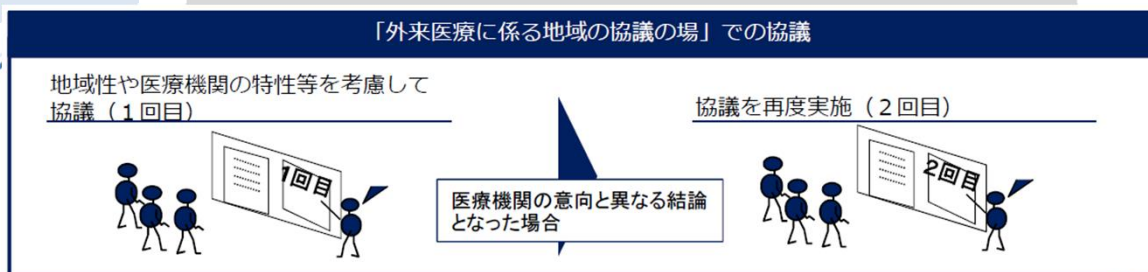 「外来医療に係る地域の協議の場」での協議
地域性や医療機関の特性等を考慮して
協議（１回目）
協議を再度実施（２回目）
1回目
2回目
医療機関の意向と異なる結論
となった場合